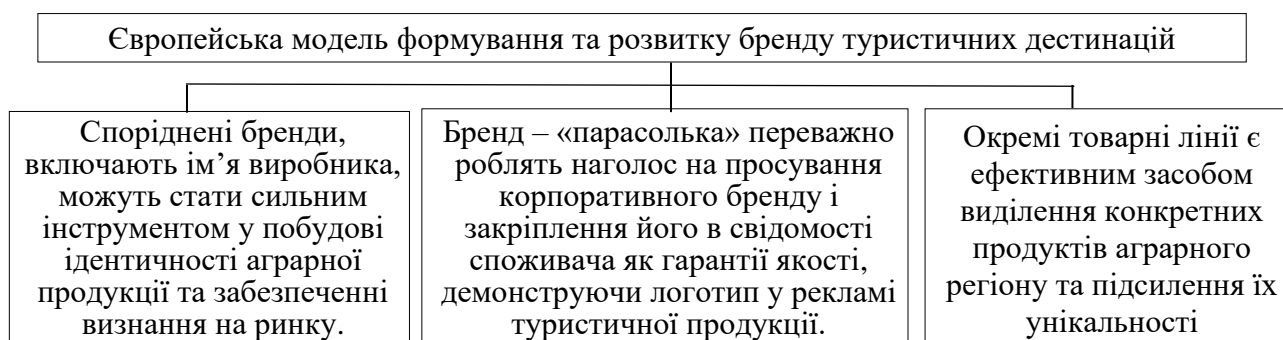 Європейська модель формування та розвитку бренду туристичних дестинацій
Споріднені бренди,
включають ім’я виробника,
можуть стати сильним
інструментом у побудові
ідентичності аграрної
продукції та забезпеченні
визнання на ринку.
Бренд – «парасолька» переважно
роблять наголос на просування
корпоративного бренду і
закріплення його в свідомості
споживача як гарантії якості,
демонструючи логотип у рекламі
туристичної продукції.
Окремі товарні лінії є
ефективним засобом
виділення конкретних
продуктів аграрного
регіону та підсилення їх
унікальності